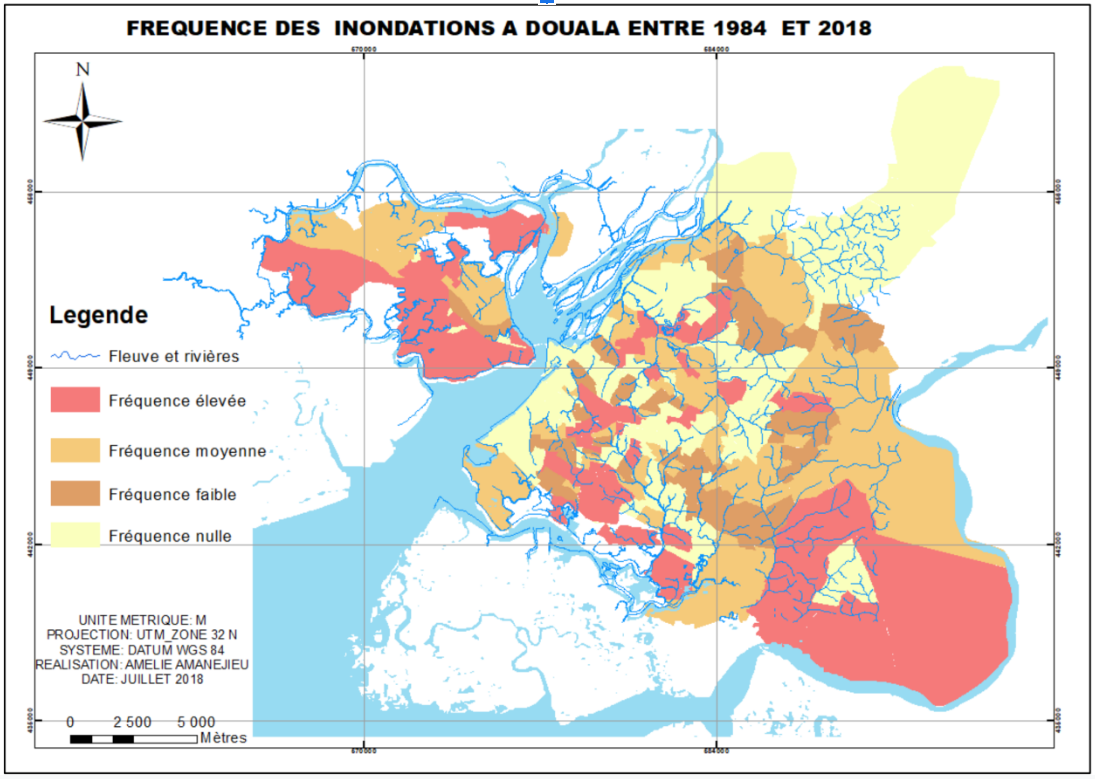 FREQUENCE DES INONDATIONS A DOUALA ENTRE 1984 ET 2018
670000
684000
N
Legende
Fleuve et rivières
Fréquence élevée
Fréquence moyenne
Fréquence faible
Fréquence nulle
UNITE METRIQUE: M
PROJECTION: UTM_ZONE 32 N
SYSTEME: DATUM WGS 84
REALISATION: AMELIE AMANEJIEU
DATE: JUILLET 2018
0 2 500 5 000
Mètres
670000
684000